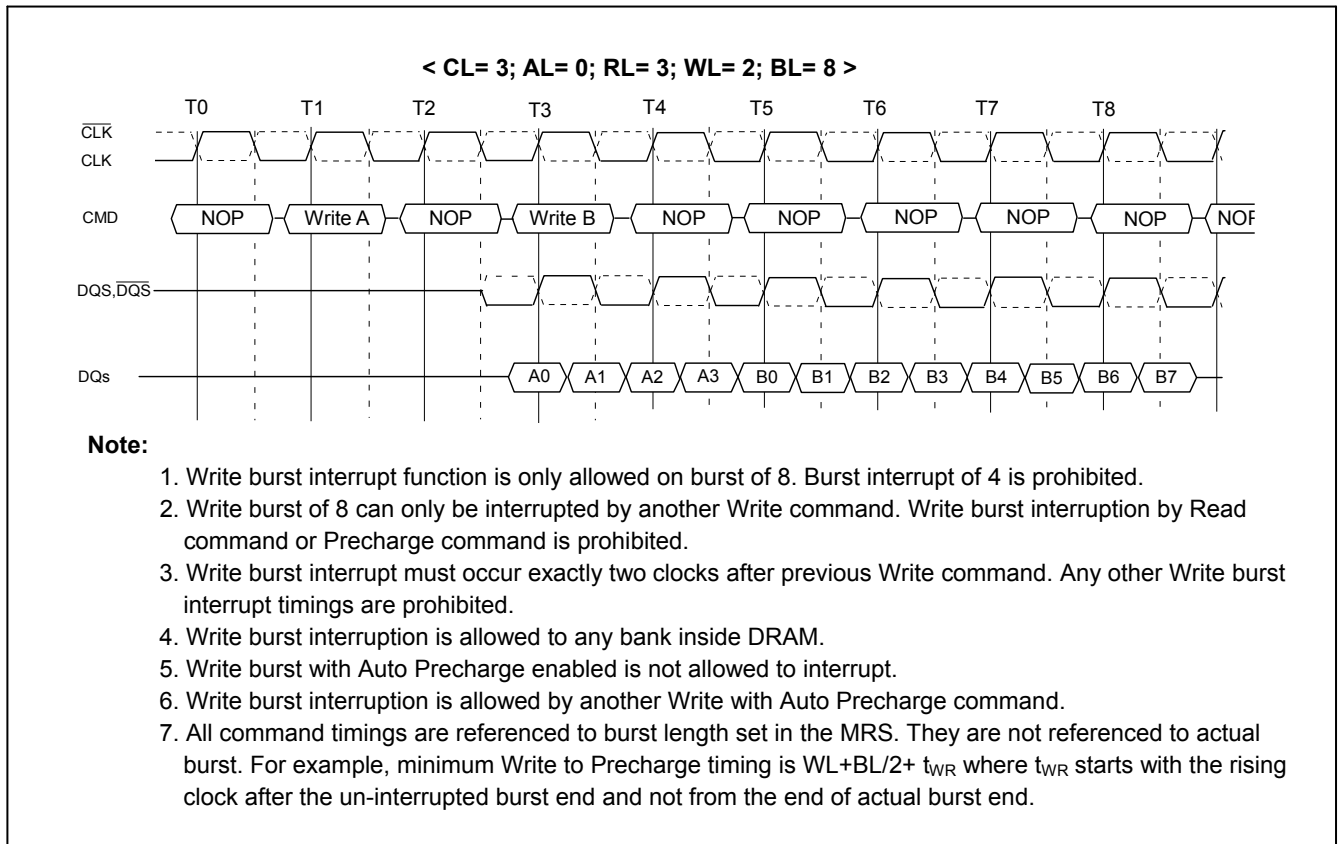 < CL= 3; AL= 0; RL= 3; WL= 2; BL= 8 >
T0 T1 T2 T3 T4 T5 T6 T7 T8
CLK
CLK
CMD NOP Write A NOP Write B NOP NOP NOP NOP NOP NOP
DQS,DQS
DQs A0 A1 A2 A3 B0 B1 B2 B3 B4 B5 B6 B7
Note:
1. Write burst interrupt function is only allowed on burst of 8. Burst interrupt of 4 is prohibited.
2. Write burst of 8 can only be interrupted by another Write command. Write burst interruption by Read
command or Precharge command is prohibited.
3. Write burst interrupt must occur exactly two clocks after previous Write command. Any other Write burst
interrupt timings are prohibited.
4. Write burst interruption is allowed to any bank inside DRAM.
5. Write burst with Auto Precharge enabled is not allowed to interrupt.
6. Write burst interruption is allowed by another Write with Auto Precharge command.
7. All command timings are referenced to burst length set in the MRS. They are not referenced to actual
burst. For example, minimum Write to Precharge timing is WL+BL/2+ tWR where tWR starts with the rising
clock after the un-interrupted burst end and not from the end of actual burst end.